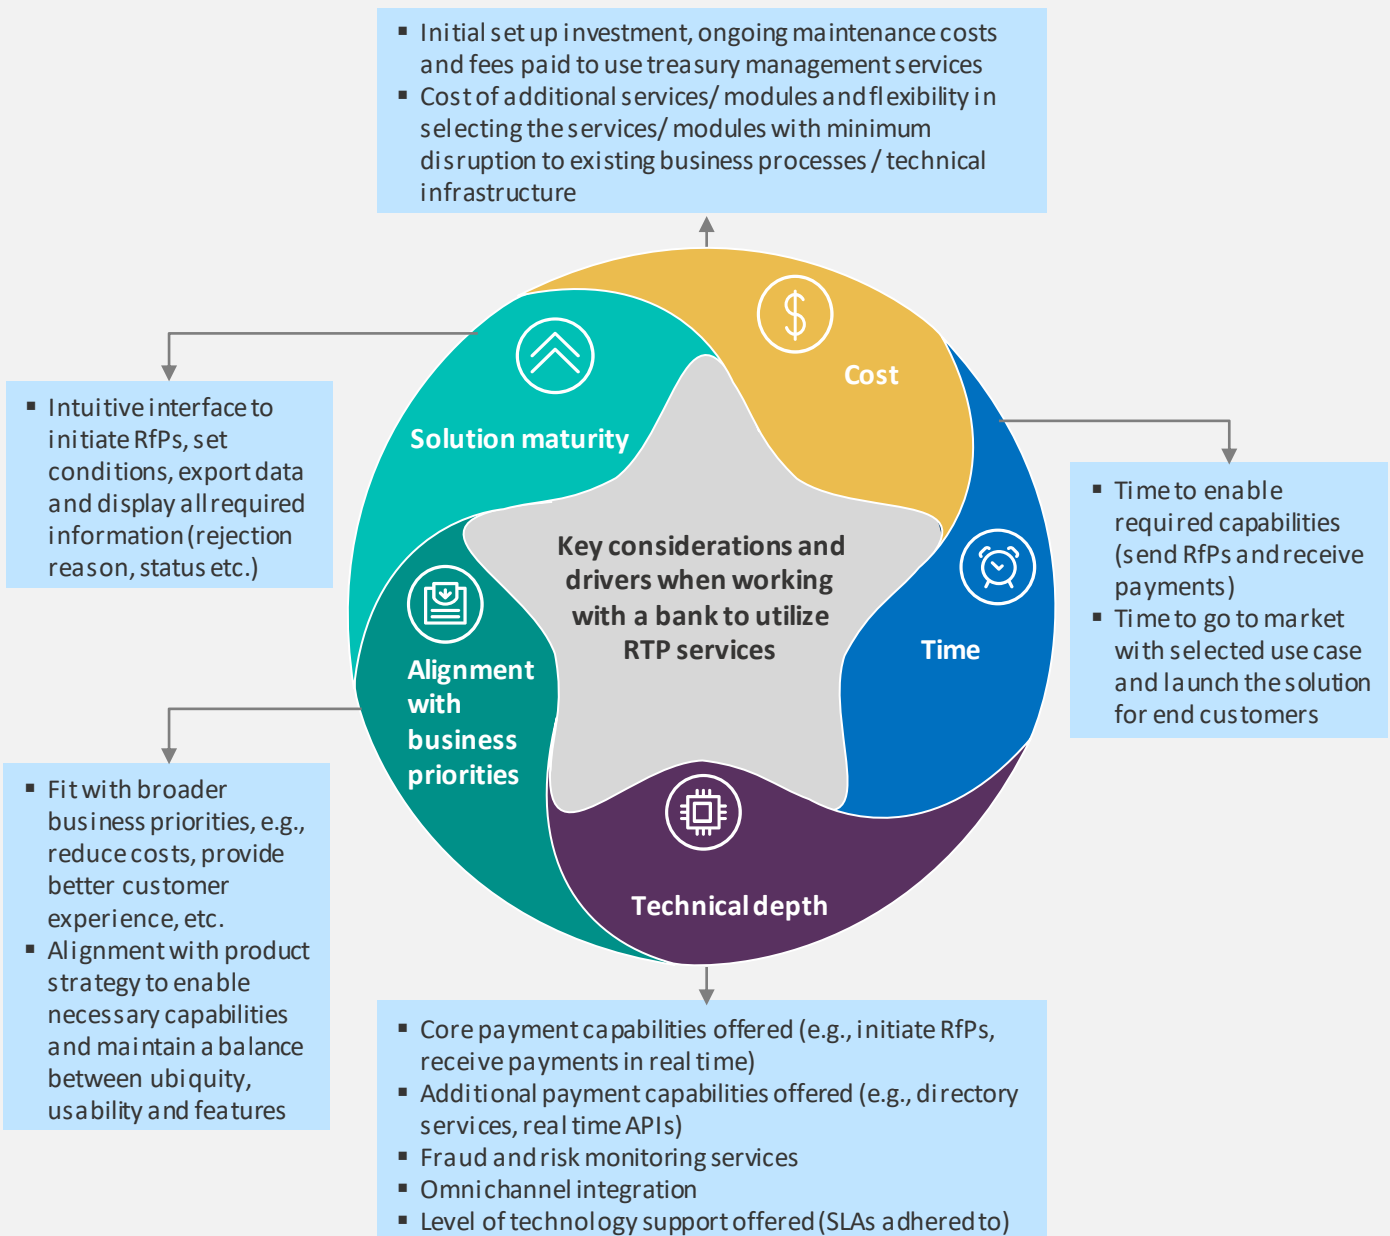 ▪ Initial set up investment, ongoing maintenance costs
and fees paid to use treasury management services
▪ Cost of additional services/ modules and flexibility in
selecting the services/ modules with minimum
disruption to existing business processes / technical
infrastructure
$
Cost
Solution maturity
▪ Intuitive interface to
initiate RfPs, set
conditions, export data
and display all required
information (rejection
reason, status etc.)
Key considerations and
drivers when working
with a bank to utilize
RTP services
Time
▪ Time to enable
required capabilities
(send RfPs and receive
payments)
▪ Time to go to market
with selected use case
and launch the solution
for end customers
Alignment
with
business
priorities
▪ Fit with broader
business priorities, e.g.,
reduce costs, provide
better customer
experience, etc.
▪ Alignment with product
strategy to enable
necessary capabilities
and maintain a balance
between ubiquity,
usability and features
Technical depth
▪ Core payment capabilities offered (e.g., initiate RfPs,
receive payments in real time)
▪ Additional payment capabilities offered (e.g., directory
services, real time APIs)
▪ Fraud and risk monitoring services
▪ Omnichannel integration
▪ Level of technology support offered (SLAs adhered to)